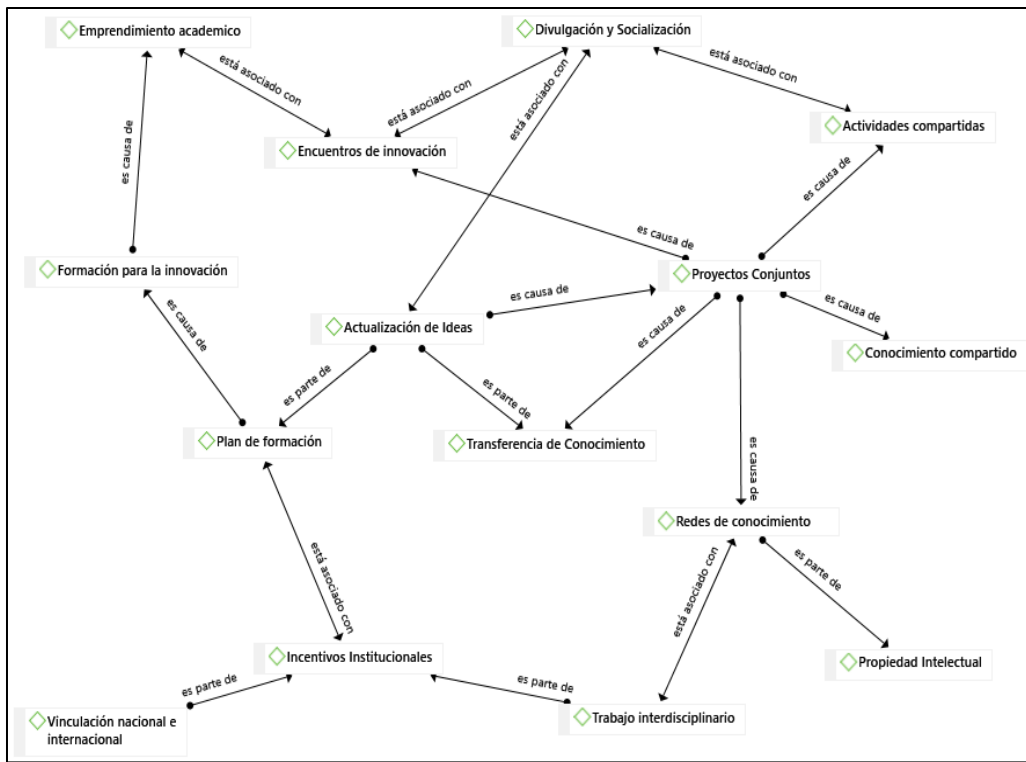 Emprendimiento academico
Divulgación y Socialización
está asociado con
está asociado con
está asociado con
está asociado con
Actividades compartidas
Encuentros de innovación
es causa de
es causa de
es causa de
Formación para la innovación
Proyectos Conjuntos
es causa de
es causa de
Actualización de Ideas
es causa de
es causa de
Conocimiento compartido
es parte de
es parte de
Plan de formación
Transferencia de Conocimiento
es causa de
Redes de conocimiento
está asociado con
está asociado con
es parte de
Incentivos Institucionales
Propiedad Intelectual
es parte de
es parte de
Vinculación nacional e
internacional
Trabajo interdisciplinario